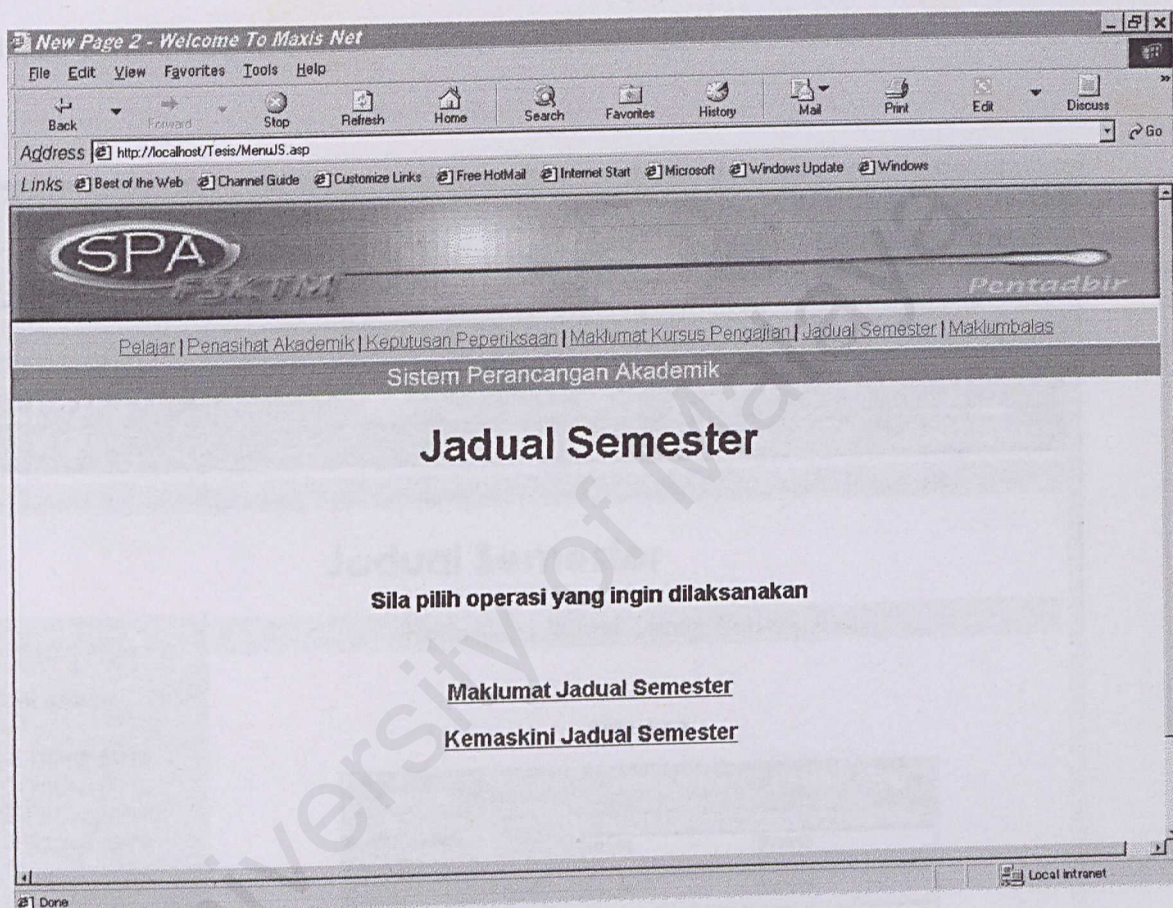 New Page 2 - Welcome To Maxis Net
File Edit View Favorites Tools Help
Back Forward Stop Refresh Home Search Favorites History Mail Print Edit Discuss
Address http://localhost/Tesis/MenuJS.asp Go
Links Best of the Web Channel Guide Customize Links Free HotMail Internet Start Microsoft Windows Update Windows
SPA
FSKTM
Pentadbir
Pelajar | Penasihat Akademik | Keputusan Peperiksaan | Maklumat Kursus Pengajian | Jadual Semester | Maklumbalas
Sistem Perancangan Akademik
Jadual Semester
Sila pilih operasi yang ingin dilaksanakan
Maklumat Jadual Semester
Kemaskini Jadual Semester
Done Local intranet
University of Malaya